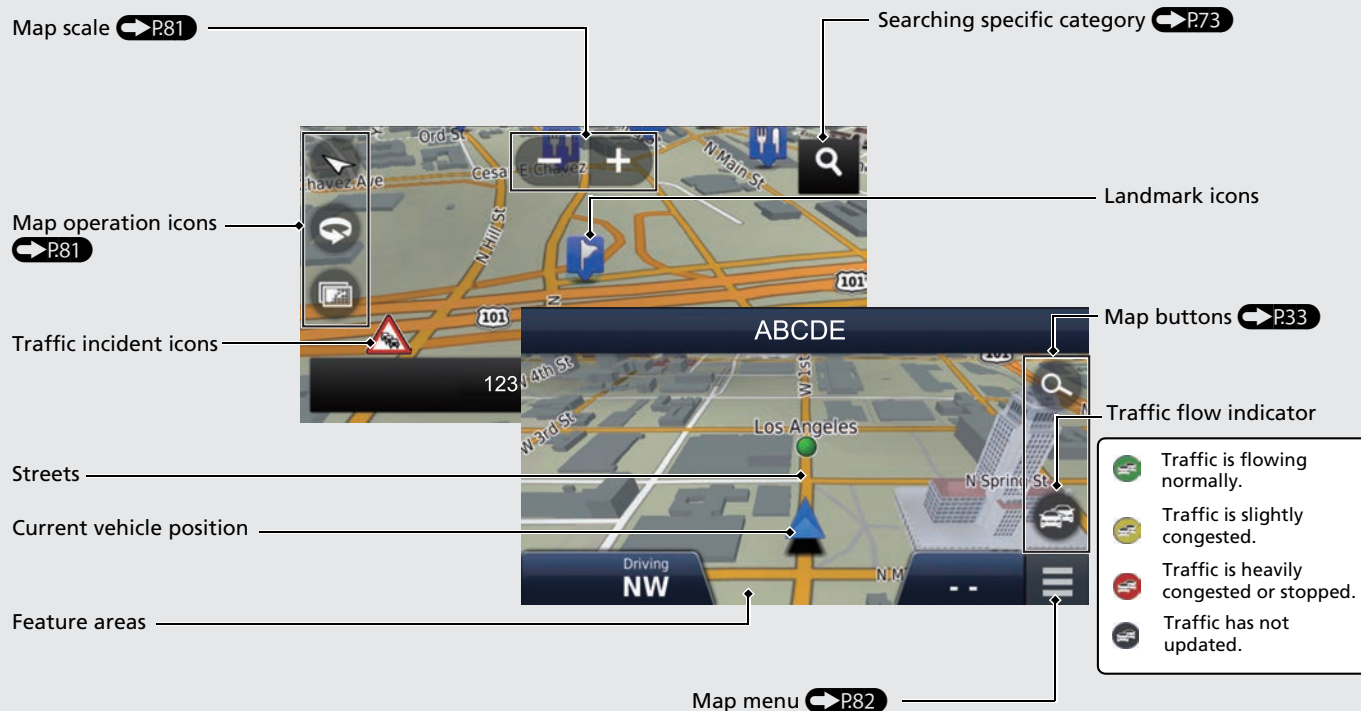 Map scale P.81
Searching specific category P.73
Map operation icons
P.81
Traffic incident icons
Streets
Current vehicle position
Feature areas
Landmark icons
Map buttons P.33
Traffic flow indicator
Traffic is flowing
normally.
Traffic is slightly
congested.
Traffic is heavily
congested or stopped.
Traffic has not
updated.
Map menu P.82
Ord St
Cesar E Chavez
havez Ave
N Main St
N Hill St
N
101
101
123
ABCDE
101
W 4th St
W 1st
W 3rd St
Los Angeles
N Spring St
Driving
NW
N M
- -